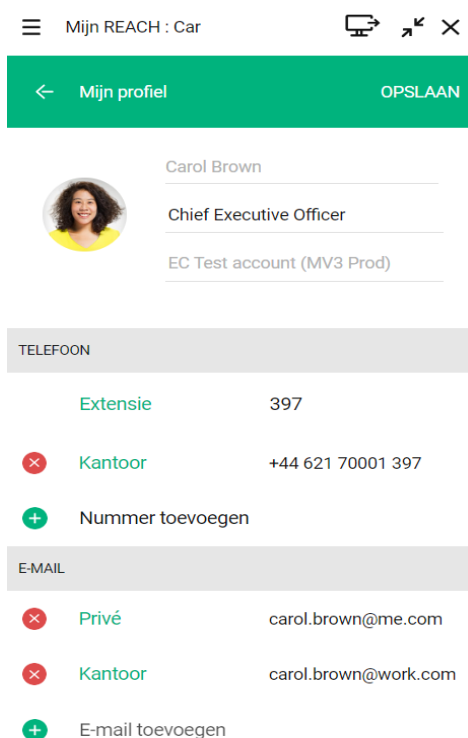 Mijn REACH : Car
Mijn profiel OPSLAAN
Carol Brown
Chief Executive Officer
EC Test account (MV3 Prod)
TELEFOON
Extensie 397
Kantoor +44 621 70001 397
Nummer toevoegen
E-MAIL
Privé carol.brown@me.com
Kantoor carol.brown@work.com
E-mail toevoegen